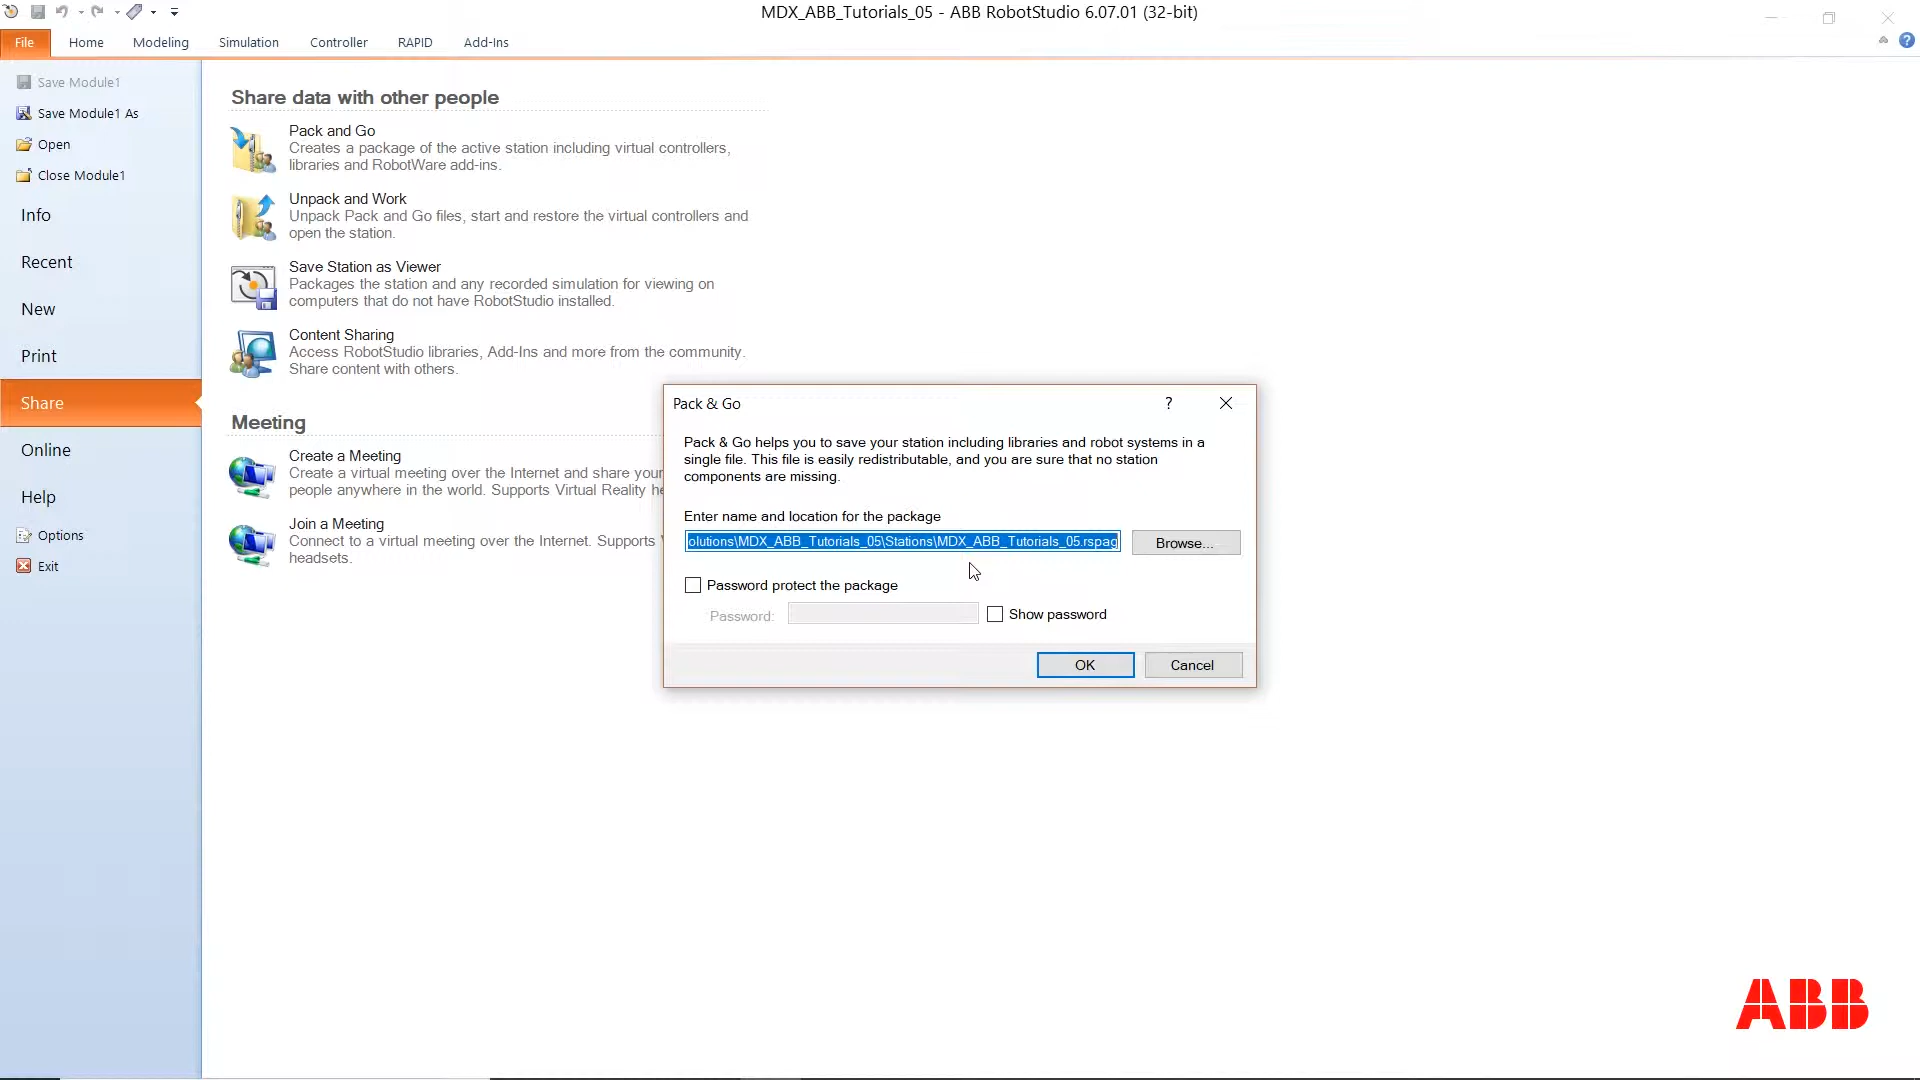 MDX_ABB_Tutorials_05 - ABB RobotStudio 6.07.01 (32-bit)
File Home Modeling Simulation Controller RAPID Add-Ins
Save Module1
Save Module1 As
Open
Close Module1
Info
Recent
New
Print
Share
Online
Help
Options
Exit
Share data with other people
Pack and Go
Creates a package of the active station including virtual controllers,
libraries and RobotWare add-ins.
Unpack and Work
Unpack Pack and Go files, start and restore the virtual controllers and
open the station.
Save Station as Viewer
Packages the station and any recorded simulation for viewing on
computers that do not have RobotStudio installed.
Content Sharing
Access RobotStudio libraries, Add-Ins and more from the community.
Share content with others.
Meeting
Create a Meeting
Create a virtual meeting over the Internet and share your
people anywhere in the world. Supports Virtual Reality
Join a Meeting
Connect to a virtual meeting over the Internet. Supports
headsets.
Pack & Go
?
Pack & Go helps you to save your station including libraries and robot systems in a
single file. This file is easily redistributable, and you are sure that no station
components are missing.
Enter name and location for the package
olutions\MDX_ABB_Tutorials_05\Stations\MDX_ABB_Tutorials_05.rspag
Browse...
Password protect the package
Password:
Show password
OK Cancel
ABB